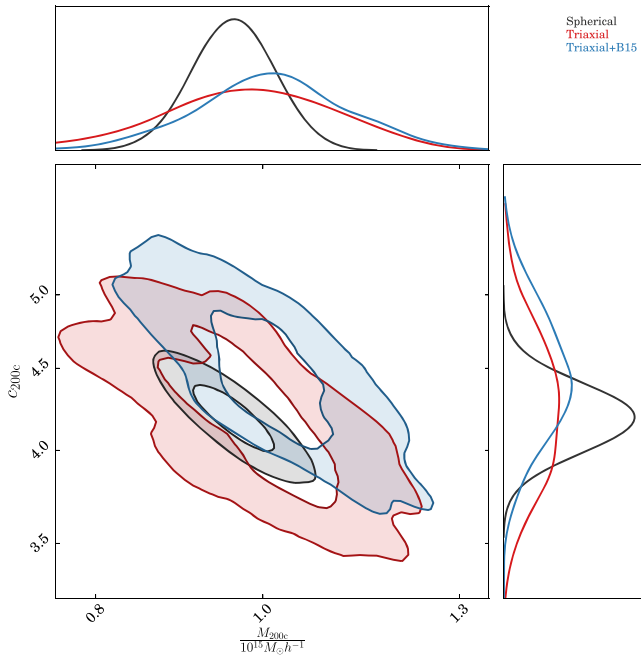 Spherical
Triaxial
Triaxial+B15
5.0
4.5
4.0
3.5
c200c
0.8
1.0
1.3
M200c
10^15 M⊙ h^−1